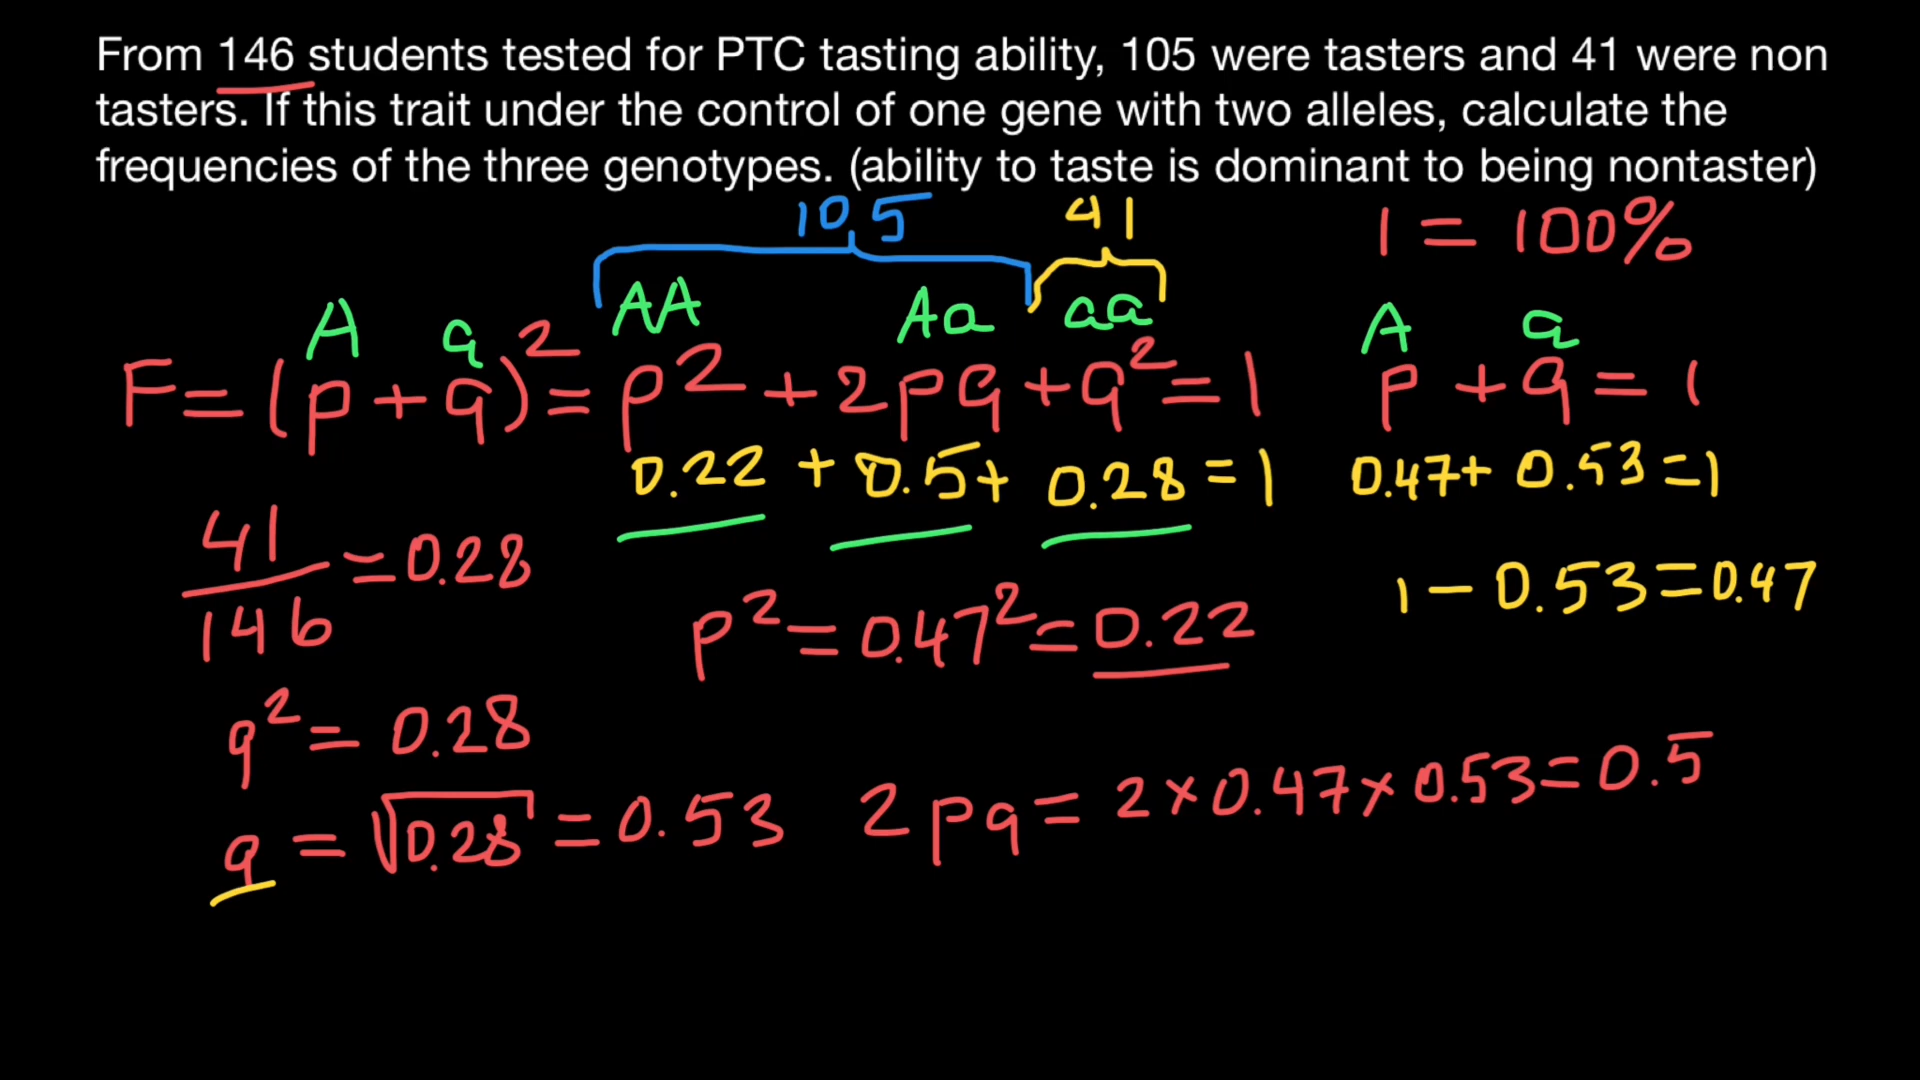 From 146 students tested for PTC tasting ability, 105 were tasters and 41 were non
tasters. If this trait under the control of one gene with two alleles, calculate the
frequencies of the three genotypes. (ability to taste is dominant to being nontaster)
105 41 1 = 100%
A a AA Aa aa A a
F = (p + q)² = p² + 2pq + q² = 1 p + q = 1
0.22 + 0.5 + 0.28 = 1 0.47 + 0.53 = 1
41/146 = 0.28
1 - 0.53 = 0.47
p² = 0.47² = 0.22
q² = 0.28
q = √0.28 = 0.53 2pq = 2 × 0.47 × 0.53 = 0.5